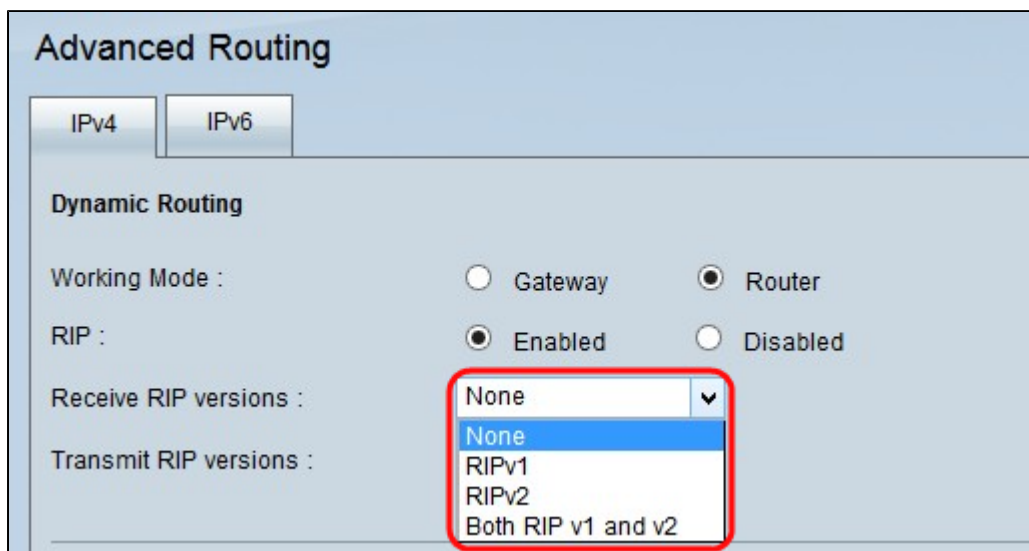 Advanced Routing
IPv4 IPv6
Dynamic Routing
Working Mode : Gateway Router
RIP : Enabled Disabled
Receive RIP versions : None
None
Transmit RIP versions : RIPv1
RIPv2
Both RIP v1 and v2